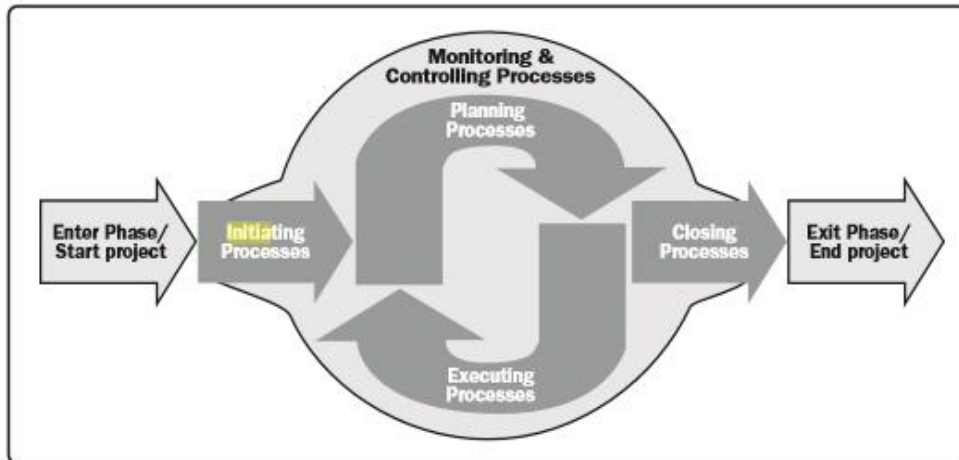 Monitoring &
Controlling Processes
Planning
Processes
Enter Phase/
Start project
Initiating
Processes
Closing
Processes
Exit Phase/
End project
Executing
Processes